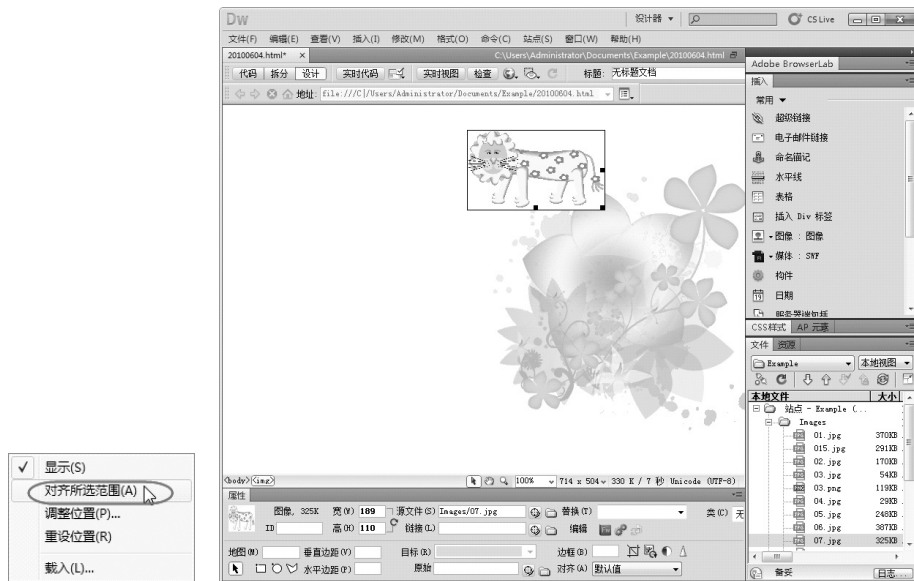 Dw
设计器
CS Live
文件(F) 编辑(E) 查看(V) 插入(I) 修改(M) 格式(O) 命令(C) 站点(S) 窗口(W) 帮助(H)
20100604.html* × C:\Users\Administrator\Documents\Example\20100604.html
代码 拆分 设计 实时代码 实时视图 检查 标题: 无标题文档
地址: file:///C|/Users/Administrator/Documents/Example/20100604.html
<body> <img> 100% 714 x 504 330 K / 7 秒 Unicode (UTF-8)
属性
图像, 325K 宽(W) 189 源文件(S) Images/07.jpg 替换(T) 类(C) 无
ID 高(H) 110 链接(L) 编辑
地图(M) 垂直边距(V) 目标(R) 边框(B)
水平边距(P) 原始 对齐(A) 默认值
Adobe BrowserLab
插入
常用
超级链接
电子邮件链接
命名锚记
水平线
表格
插入 Div 标签
图像 : 图像
媒体 : SWF
构件
日期
19
服务器端包括
CSS样式 AP 元素
文件 资源
Example 本地视图
本地文件 大小
站点 - Example (...
Images
01.jpg 370KB
015.jpg 291KB
02.jpg 170KB
03.jpg 54KB
03.png 119KB
04.jpg 29KB
05.jpg 248KB
06.jpg 387KB
07.jpg 325KB
备妥 日志...
✓ 显示(S)
对齐所选范围(A)
调整位置(P)...
重设位置(R)
载入(L)...